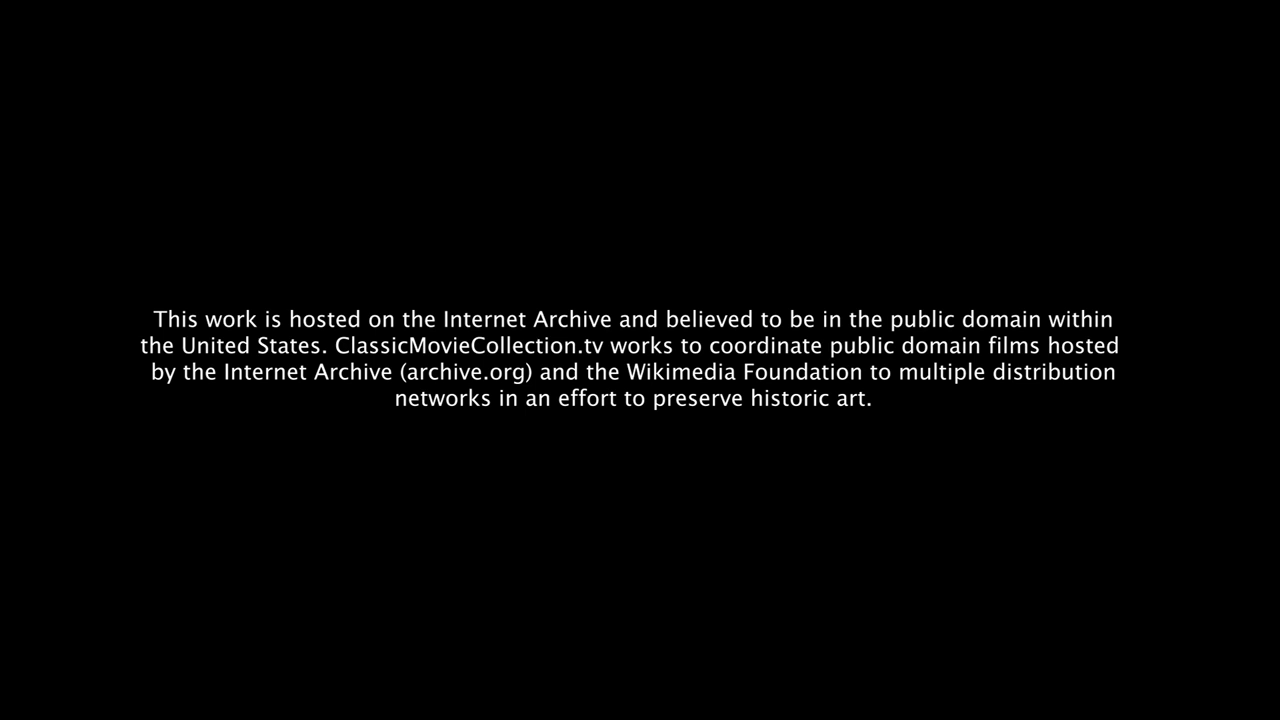 This work is hosted on the Internet Archive and believed to be in the public domain within
the United States. ClassicMovieCollection.tv works to coordinate public domain films hosted
by the Internet Archive (archive.org) and the Wikimedia Foundation to multiple distribution
networks in an effort to preserve historic art.